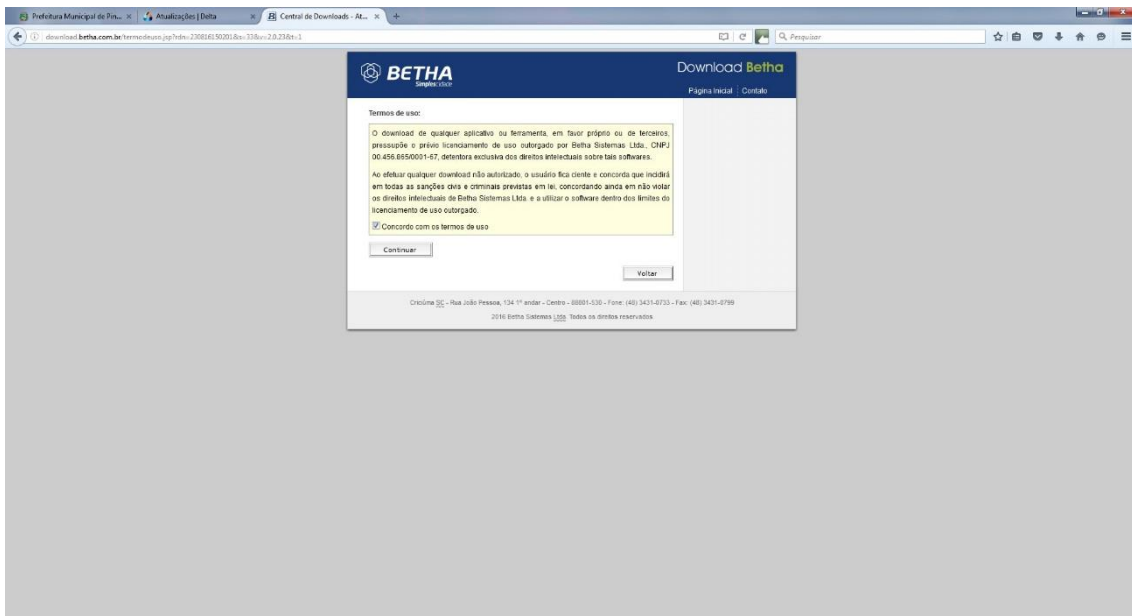 Prefeitura Municipal de Pin...
Atualizações | Delta
Central de Downloads - At...
download.betha.com.br/termodeuso.jsp?rdn=230816150201&s=33&v=2.0.23&t=1
Pesquisar
BETHA
Simples cidade
Download Betha
Página Inicial
Contato
Termos de uso:
O download de qualquer aplicativo ou ferramenta, em favor próprio ou de terceiros,
pressupõe o prévio licenciamento de uso outorgado por Betha Sistemas Ltda., CNPJ
00.456.865/0001-67, detentora exclusiva dos direitos intelectuais sobre tais softwares.
Ao efetuar qualquer download não autorizado, o usuário fica ciente e concorda que incidirá
em todas as sanções civis e criminais previstas em lei, concordando ainda em não violar
os direitos intelectuais de Betha Sistemas Ltda. e a utilizar o software dentro dos limites do
licenciamento de uso outorgado.
Concordo com os termos de uso
Continuar
Voltar
Criciúma SC - Rua João Pessoa, 134 1º andar - Centro - 88801-530 - Fone: (48) 3431-0733 - Fax: (48) 3431-0799
2016 Betha Sistemas Ltda. Todos os direitos reservados.